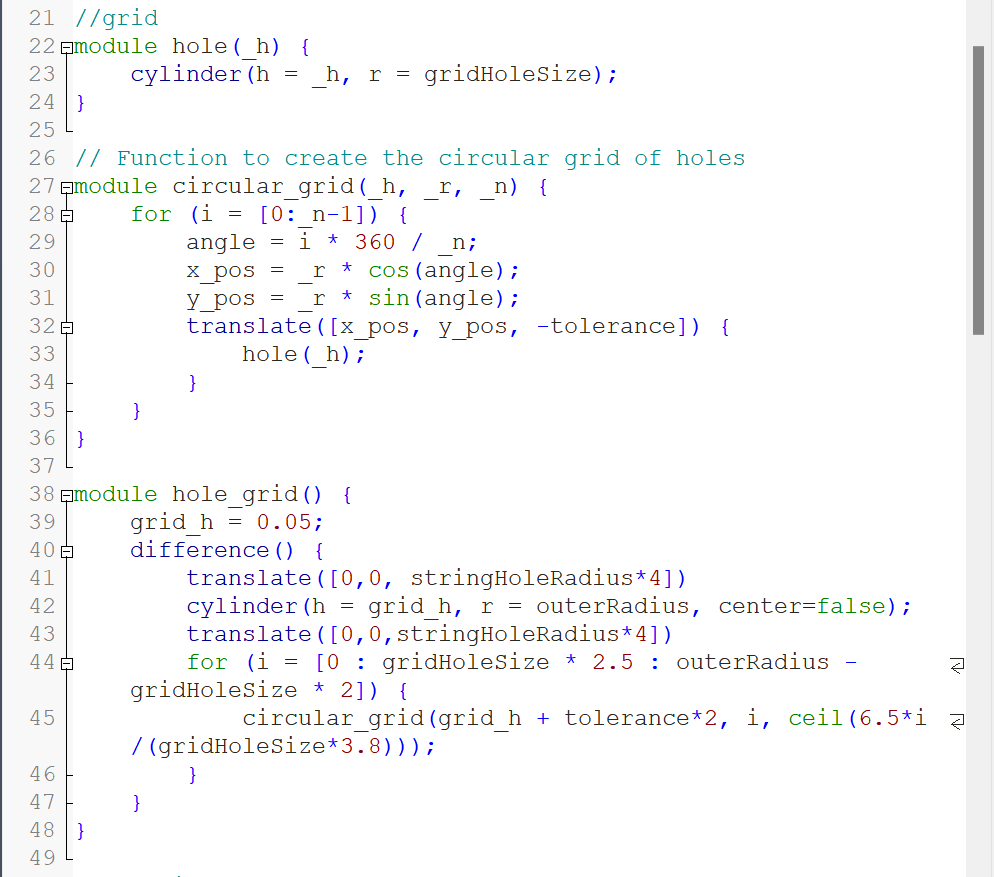 21 //grid
22 module hole(_h) {
23     cylinder(h = _h, r = gridHoleSize);
24 }
25
26 // Function to create the circular grid of holes
27 module circular_grid(_h, _r, _n) {
28     for (i = [0:_n-1]) {
29         angle = i * 360 / _n;
30         x_pos = _r * cos(angle);
31         y_pos = _r * sin(angle);
32         translate([x_pos, y_pos, -tolerance]) {
33             hole(_h);
34         }
35     }
36 }
37
38 module hole_grid() {
39     grid_h = 0.05;
40     difference() {
41         translate([0,0, stringHoleRadius*4])
42         cylinder(h = grid_h, r = outerRadius, center=false);
43         translate([0,0,stringHoleRadius*4])
44         for (i = [0 : gridHoleSize * 2.5 : outerRadius -
gridHoleSize * 2]) {
45             circular_grid(grid_h + tolerance*2, i, ceil(6.5*i
/(gridHoleSize*3.8)));
46         }
47     }
48 }
49